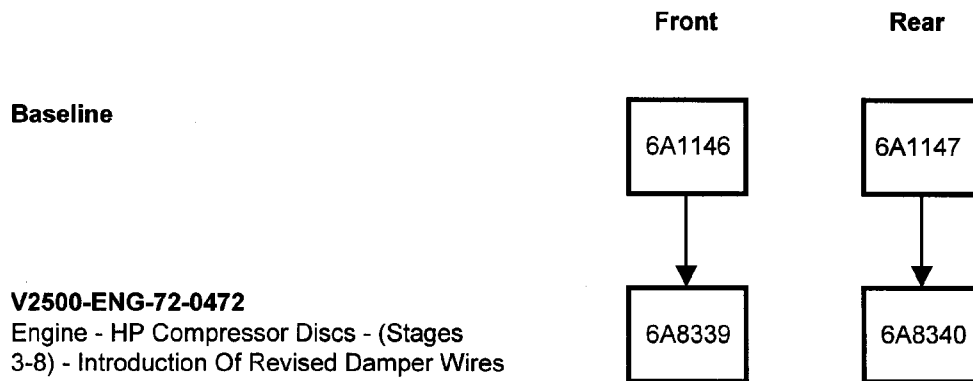 Front Rear
Baseline
6A1146 6A1147
V2500-ENG-72-0472
Engine - HP Compressor Discs - (Stages
3-8) - Introduction Of Revised Damper Wires
6A8339 6A8340